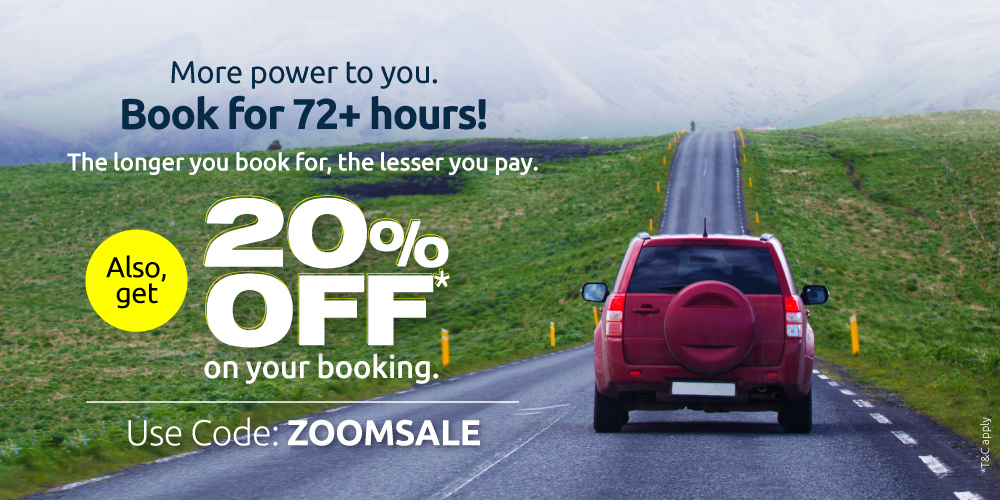 More power to you.
Book for 72+ hours!
The longer you book for, the lesser you pay.
Also,
get
20%
OFF*
on your booking.
Use Code: ZOOMSALE
*T&C apply